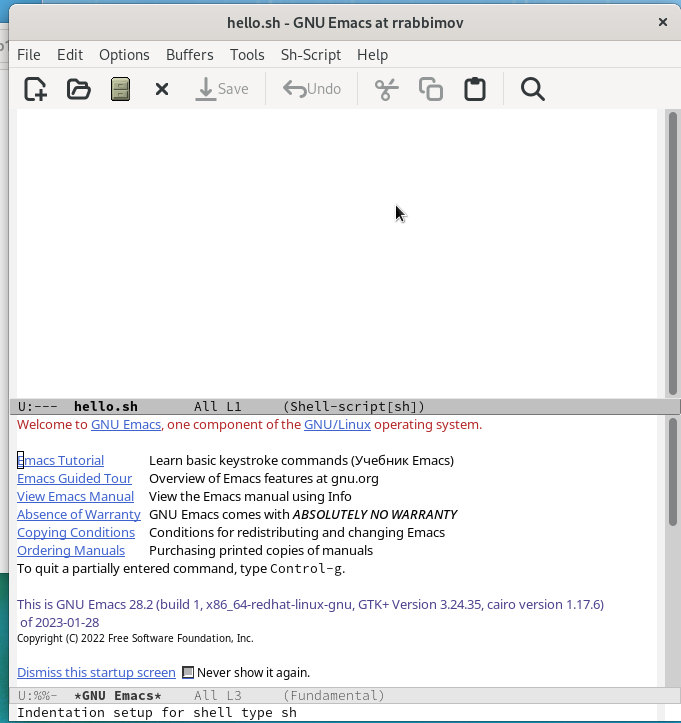 hello.sh - GNU Emacs at rrabbimov
File Edit Options Buffers Tools Sh-Script Help
Save Undo
U:--- hello.sh All L1 (Shell-script[sh])
Welcome to GNU Emacs, one component of the GNU/Linux operating system.
Emacs Tutorial Learn basic keystroke commands (Учебник Emacs)
Emacs Guided Tour Overview of Emacs features at gnu.org
View Emacs Manual View the Emacs manual using Info
Absence of Warranty GNU Emacs comes with ABSOLUTELY NO WARRANTY
Copying Conditions Conditions for redistributing and changing Emacs
Ordering Manuals Purchasing printed copies of manuals
To quit a partially entered command, type Control-g.
This is GNU Emacs 28.2 (build 1, x86_64-redhat-linux-gnu, GTK+ Version 3.24.35, cairo version 1.17.6)
of 2023-01-28
Copyright (C) 2022 Free Software Foundation, Inc.
Dismiss this startup screen Never show it again.
U:%%- *GNU Emacs* All L3 (Fundamental)
Indentation setup for shell type sh